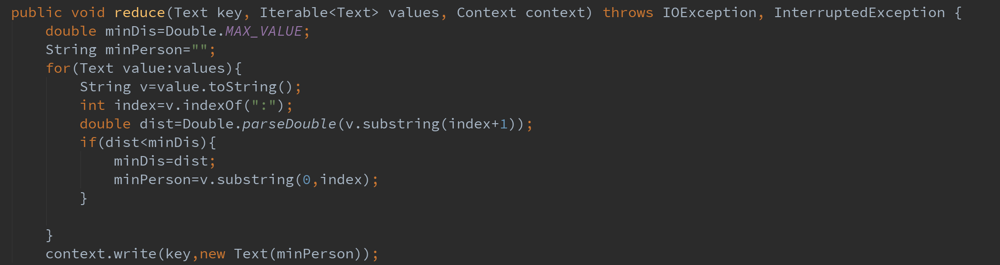 public void reduce(Text key, Iterable<Text> values, Context context) throws IOException, InterruptedException {
    double minDis=Double.MAX_VALUE;
    String minPerson="";
    for(Text value:values){
        String v=value.toString();
        int index=v.indexOf(":");
        double dist=Double.parseDouble(v.substring(index+1));
        if(dist<minDis){
            minDis=dist;
            minPerson=v.substring(0,index);
        }
    }
    context.write(key,new Text(minPerson));